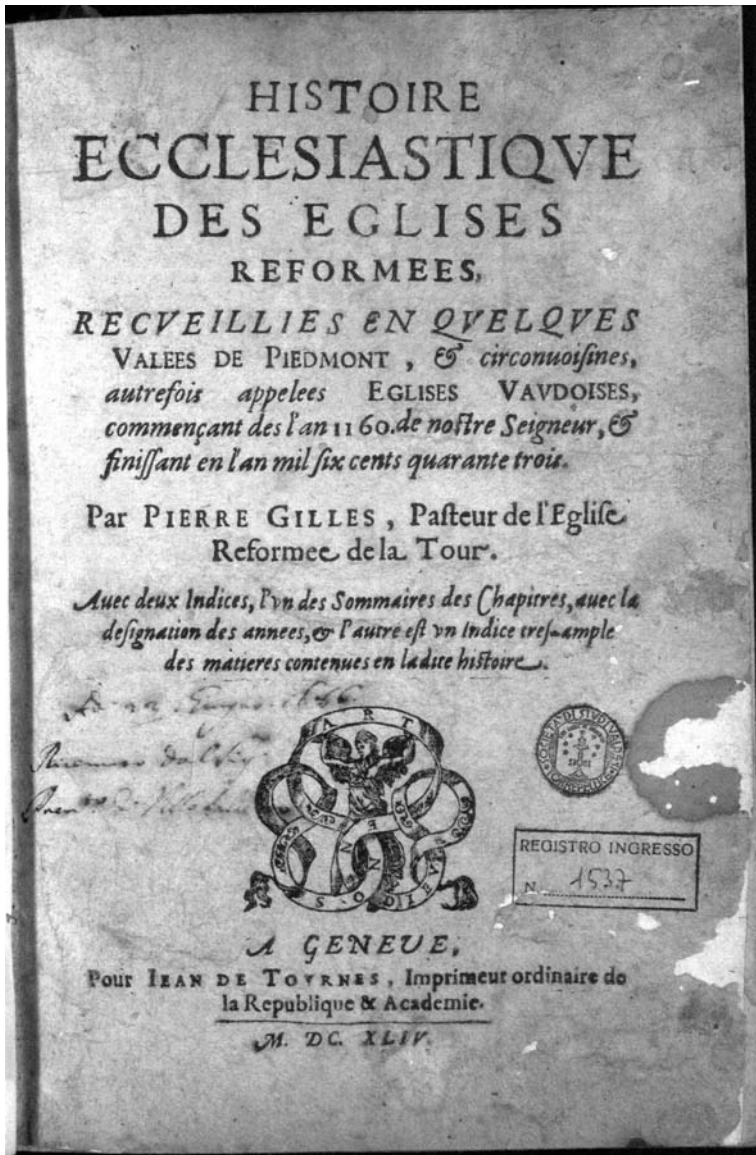 HISTOIRE
ECCLESIASTIQVE
DES EGLISES
REFORMEES,
RECVEILLIES EN QVELQVES
VALEES DE PIEDMONT, & circonuoisines,
autrefois appelees EGLISES VAVDOISES,
commençant des l'an 1160. de nostre Seigneur, &
finissant en l'an mil six cents quarante trois.
Par PIERRE GILLES, Pasteur de l'Eglise
Reformee de la Tour.
Auec deux Indices, l'vn des Sommaires des Chapitres, auec la
designation des annees, & l'autre est vn Indice tres-ample
des matieres contenues en ladite histoire.
ART
REGISTRO INGRESSO
N. 1537
A GENEVE,
Pour IEAN DE TOVRNES, Imprimeur ordinaire de
la Republique & Academie.
M. DC. XLIV.